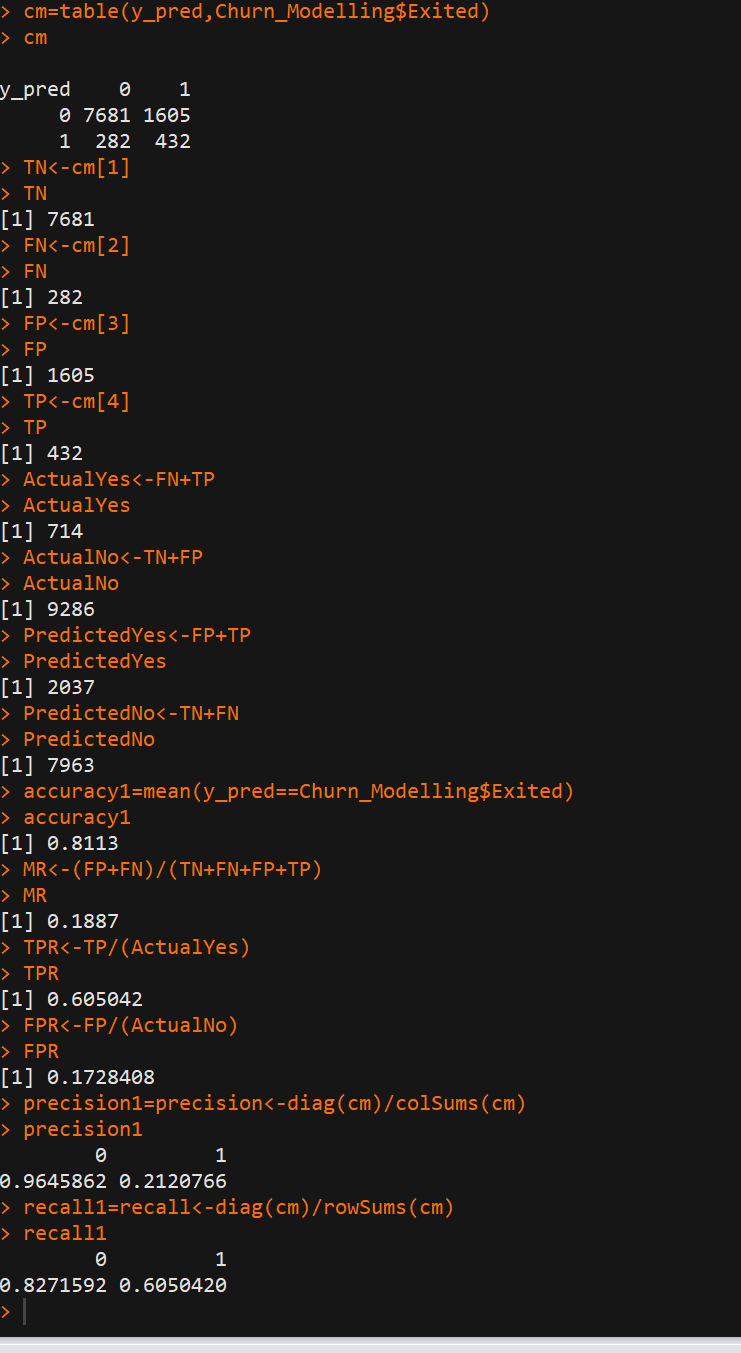 > cm=table(y_pred,Churn_Modelling$Exited)
> cm
y_pred    0    1
     0 7681 1605
     1  282  432
> TN<-cm[1]
> TN
[1] 7681
> FN<-cm[2]
> FN
[1] 282
> FP<-cm[3]
> FP
[1] 1605
> TP<-cm[4]
> TP
[1] 432
> ActualYes<-FN+TP
> ActualYes
[1] 714
> ActualNo<-TN+FP
> ActualNo
[1] 9286
> PredictedYes<-FP+TP
> PredictedYes
[1] 2037
> PredictedNo<-TN+FN
> PredictedNo
[1] 7963
> accuracy1=mean(y_pred==Churn_Modelling$Exited)
> accuracy1
[1] 0.8113
> MR<-(FP+FN)/(TN+FN+FP+TP)
> MR
[1] 0.1887
> TPR<-TP/(ActualYes)
> TPR
[1] 0.605042
> FPR<-FP/(ActualNo)
> FPR
[1] 0.1728408
> precision1=precision<-diag(cm)/colSums(cm)
> precision1
        0         1
0.9645862 0.2120766
> recall1=recall<-diag(cm)/rowSums(cm)
> recall1
        0         1
0.8271592 0.6050420
>